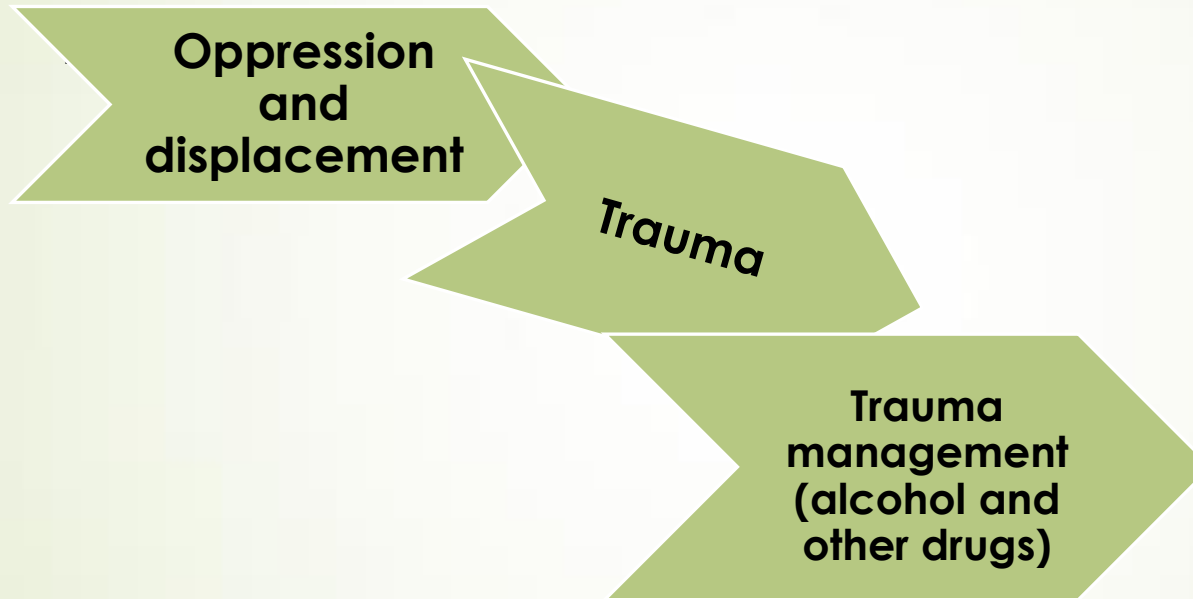 Oppression
and
displacement
Trauma
Trauma
management
(alcohol and
other drugs)